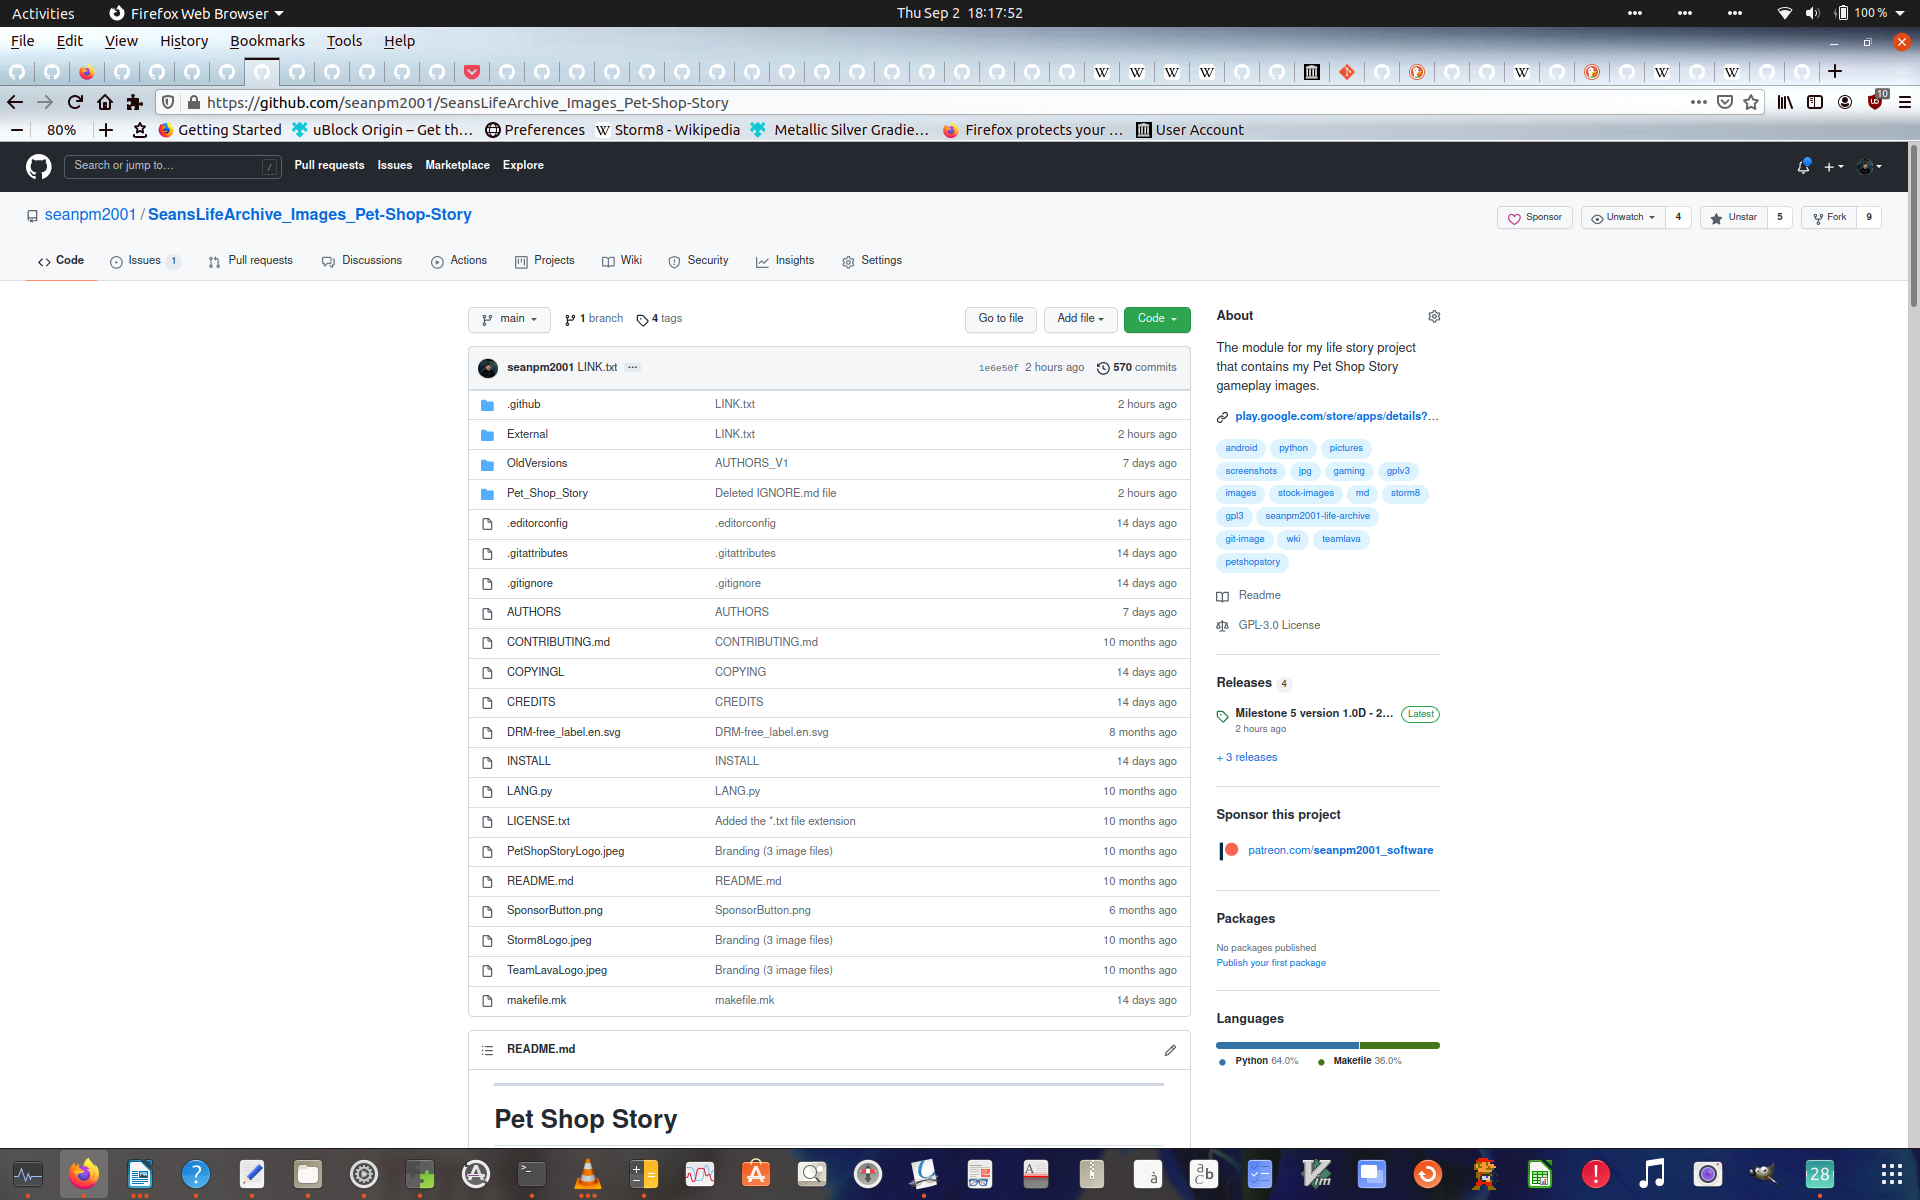 Activities Firefox Web Browser Thu Sep 2 18:17:52 100 %
File Edit View History Bookmarks Tools Help
https://github.com/seanpm2001/SeansLifeArchive_Images_Pet-Shop-Story 10
80% Getting Started uBlock Origin – Get th… Preferences Storm8 - Wikipedia Metallic Silver Gradie… Firefox protects your … User Account
Search or jump to… / Pull requests Issues Marketplace Explore
seanpm2001 / SeansLifeArchive_Images_Pet-Shop-Story Sponsor Unwatch 4 Unstar 5 Fork 9
Code Issues 1 Pull requests Discussions Actions Projects Wiki Security Insights Settings
main 1 branch 4 tags Go to file Add file Code
seanpm2001 LINK.txt ... 1e6e50f 2 hours ago 570 commits
.github LINK.txt 2 hours ago
External LINK.txt 2 hours ago
OldVersions AUTHORS_V1 7 days ago
Pet_Shop_Story Deleted IGNORE.md file 2 hours ago
.editorconfig .editorconfig 14 days ago
.gitattributes .gitattributes 14 days ago
.gitignore .gitignore 14 days ago
AUTHORS AUTHORS 7 days ago
CONTRIBUTING.md CONTRIBUTING.md 10 months ago
COPYINGL COPYING 14 days ago
CREDITS CREDITS 14 days ago
DRM-free_label.en.svg DRM-free_label.en.svg 8 months ago
INSTALL INSTALL 14 days ago
LANG.py LANG.py 10 months ago
LICENSE.txt Added the *.txt file extension 10 months ago
PetShopStoryLogo.jpeg Branding (3 image files) 10 months ago
README.md README.md 10 months ago
SponsorButton.png SponsorButton.png 6 months ago
Storm8Logo.jpeg Branding (3 image files) 10 months ago
TeamLavaLogo.jpeg Branding (3 image files) 10 months ago
makefile.mk makefile.mk 14 days ago
README.md
Pet Shop Story
About
The module for my life story project
that contains my Pet Shop Story
gameplay images.
play.google.com/store/apps/details?…
android python pictures
screenshots jpg gaming gplv3
images stock-images md storm8
gpl3 seanpm2001-life-archive
git-image wki teamlava
petshopstory
Readme
GPL-3.0 License
Releases 4
Milestone 5 version 1.0D - 2… Latest
2 hours ago
+ 3 releases
Sponsor this project
patreon.com/seanpm2001_software
Packages
No packages published
Publish your first package
Languages
Python 64.0% Makefile 36.0%
28